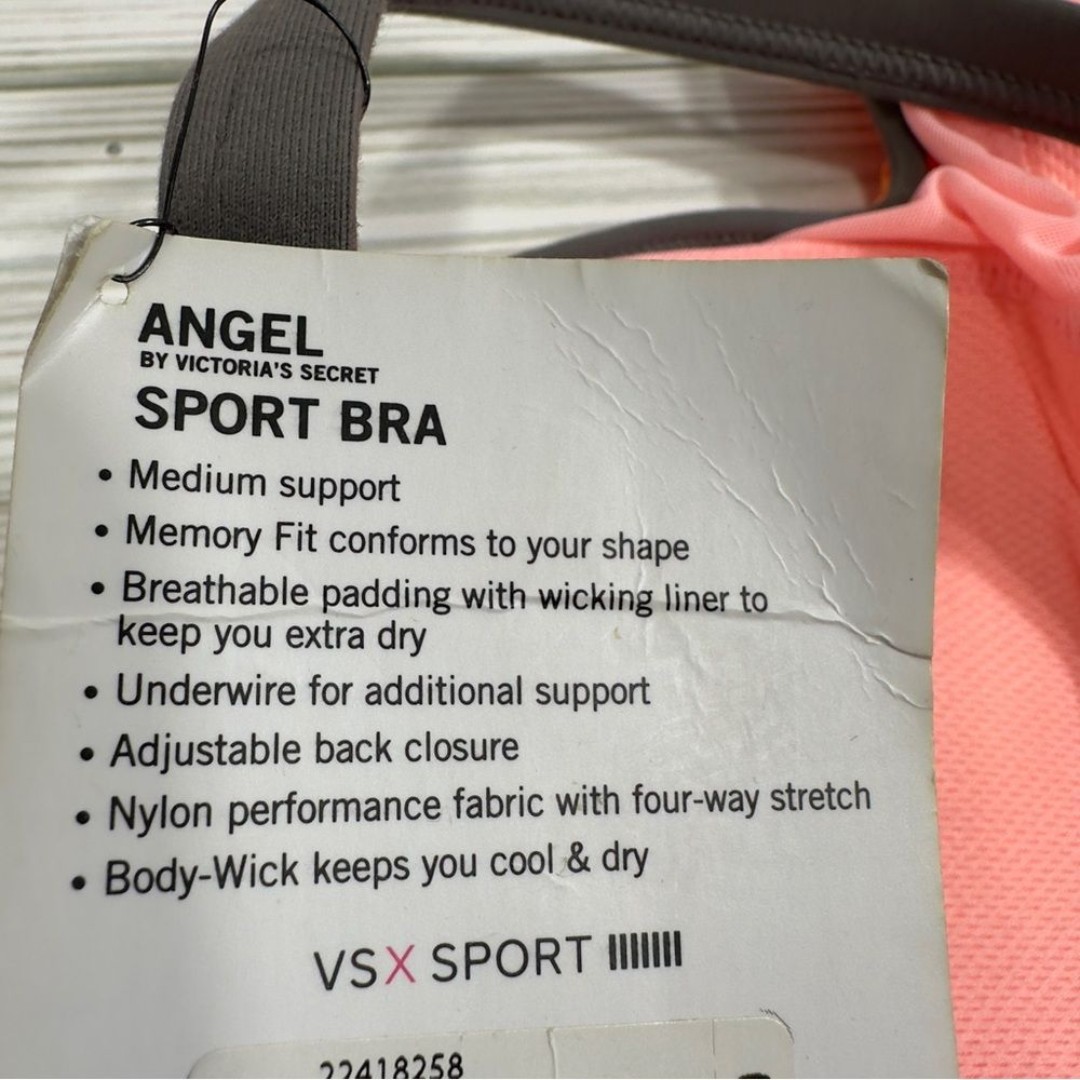 ANGEL
BY VICTORIA'S SECRET
SPORT BRA
• Medium support
• Memory Fit conforms to your shape
• Breathable padding with wicking liner to
keep you extra dry
• Underwire for additional support
• Adjustable back closure
• Nylon performance fabric with four-way stretch
• Body-Wick keeps you cool & dry
VSX SPORT
22418258